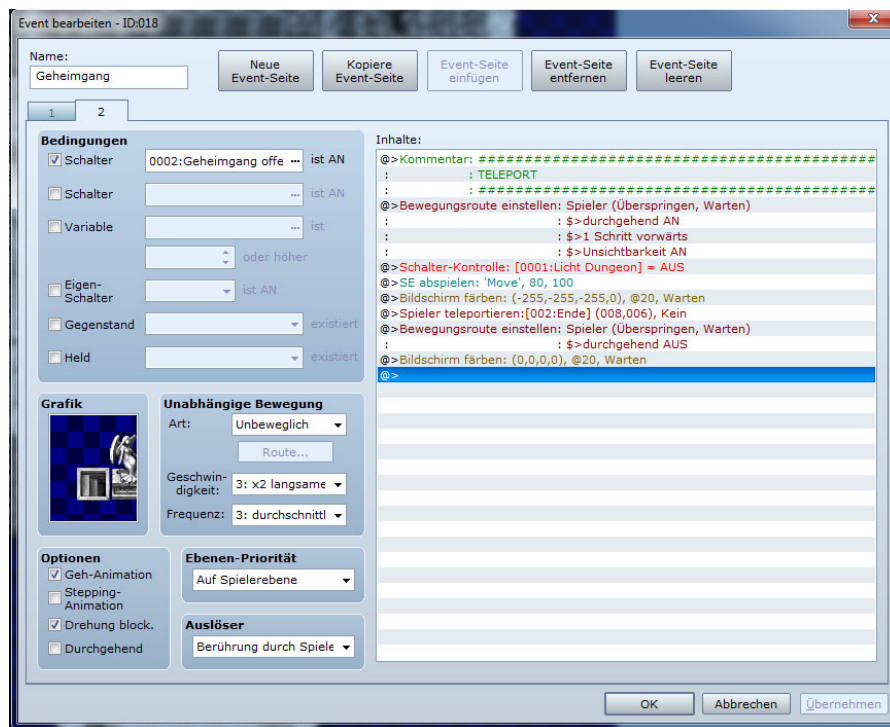 Event bearbeiten - ID:018
Name:
Geheimgang
Neue
Event-Seite
Kopiere
Event-Seite
Event-Seite
einfügen
Event-Seite
entfernen
Event-Seite
leeren
1
2
Bedingungen
Schalter
0002:Geheimgang offe ...
ist AN
Schalter
...
ist AN
Variable
...
ist
oder höher
Eigen-
Schalter
ist AN
Gegenstand
existiert
Held
existiert
Grafik
Unabhängige Bewegung
Art:
Unbeweglich
Route...
Geschwin-
digkeit:
3: x2 langsame
Frequenz:
3: durchschnittl
Optionen
Geh-Animation
Stepping-
Animation
Drehung block.
Durchgehend
Ebenen-Priorität
Auf Spielerebene
Auslöser
Berührung durch Spiele
Inhalte:
@>Kommentar: ###########################################
: : TELEPORT
: : ###########################################
@>Bewegungsroute einstellen: Spieler (Überspringen, Warten)
: : $>durchgehend AN
: : $>1 Schritt vorwärts
: : $>Unsichtbarkeit AN
@>Schalter-Kontrolle: [0001:Licht Dungeon] = AUS
@>SE abspielen: 'Move', 80, 100
@>Bildschirm färben: (-255,-255,-255,0), @20, Warten
@>Spieler teleportieren:[002:Ende] (008,006), Kein
@>Bewegungsroute einstellen: Spieler (Überspringen, Warten)
: : $>durchgehend AUS
@>Bildschirm färben: (0,0,0,0), @20, Warten
@>
OK
Abbrechen
Übernehmen